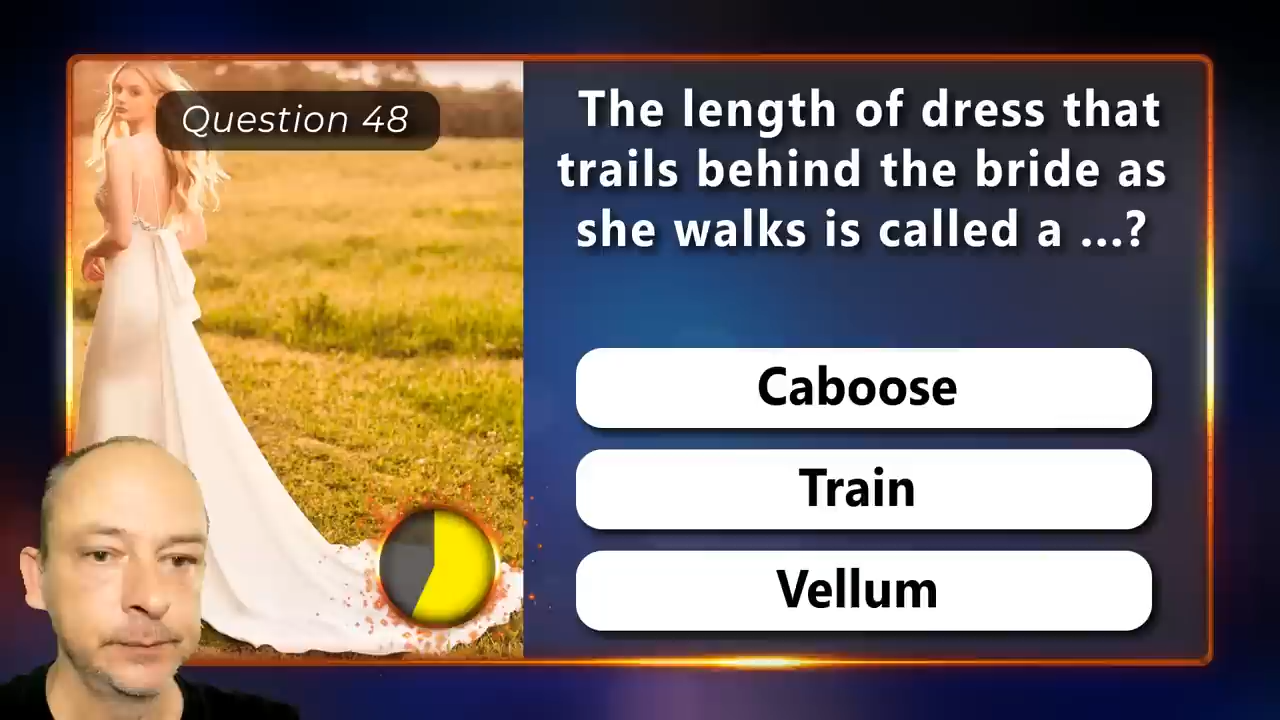 Question 48
The length of dress that
trails behind the bride as
she walks is called a ...?
Caboose
Train
Vellum